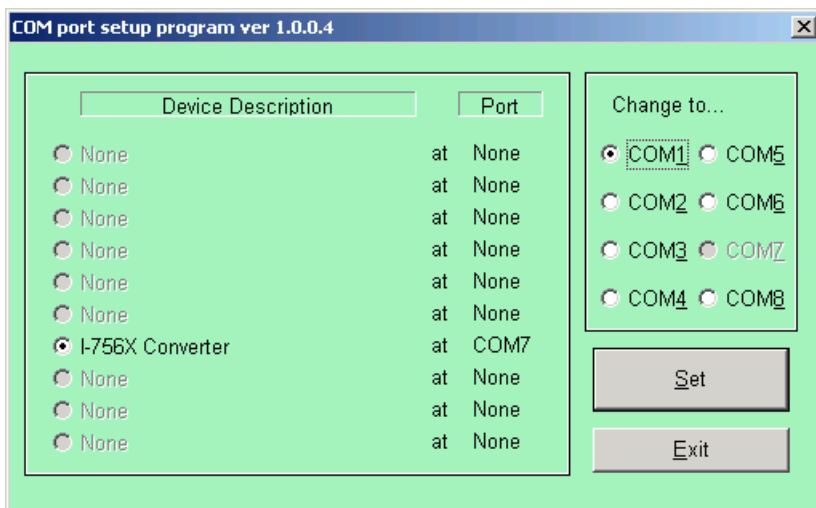 COM port setup program ver 1.0.0.4
Device Description Port
None at None
None at None
None at None
None at None
None at None
None at None
I-756X Converter at COM7
None at None
None at None
None at None
Change to...
COM1 COM5
COM2 COM6
COM3 COM7
COM4 COM8
Set
Exit